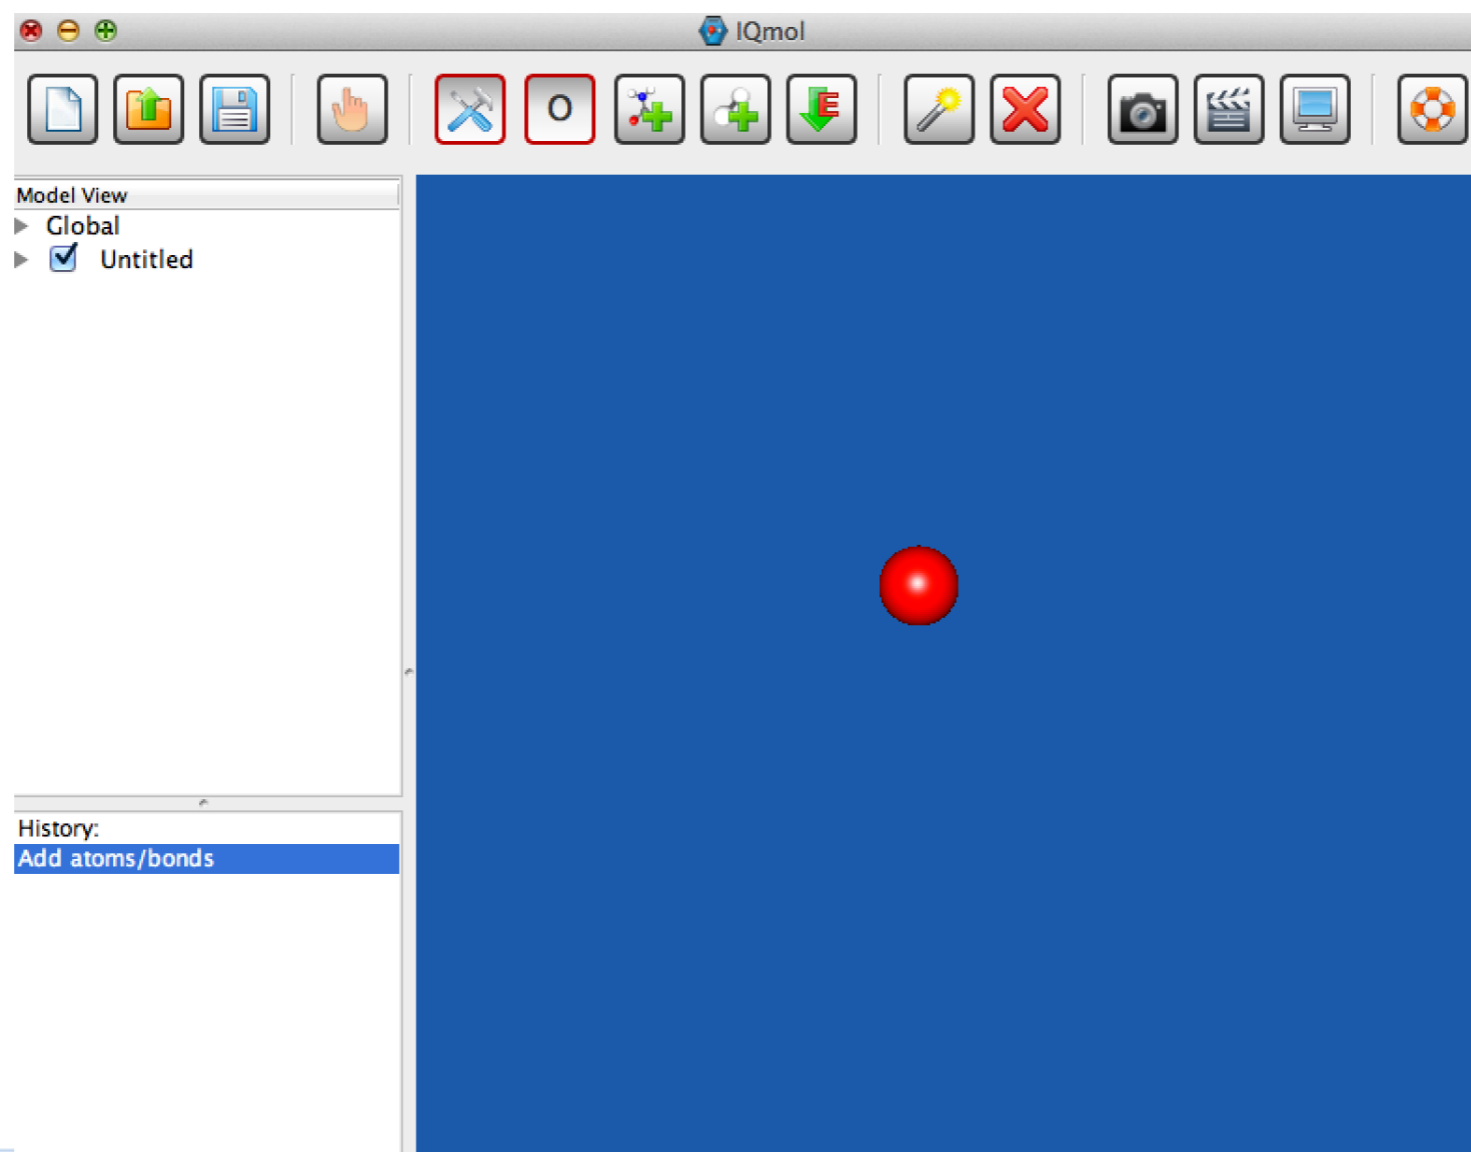 IQmol
O
E
Model View
Global
Untitled
History:
Add atoms/bonds